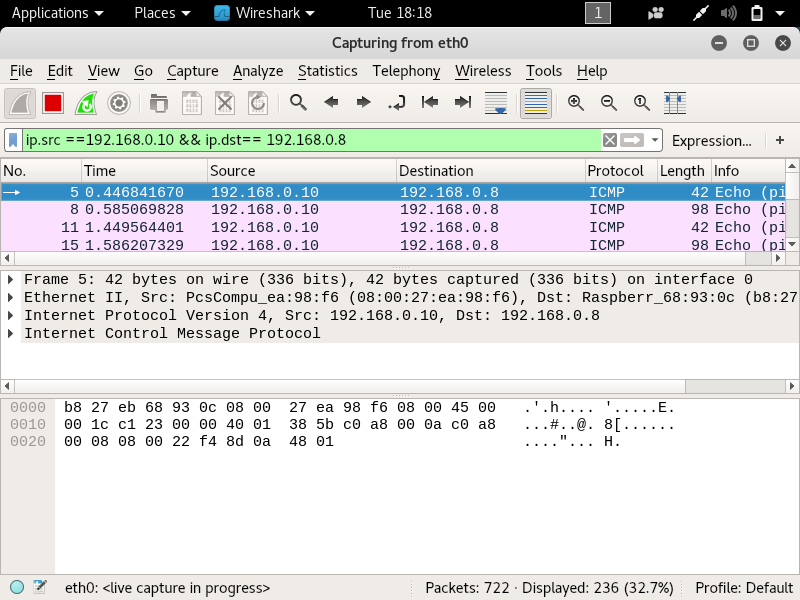 Applications Places Wireshark Tue 18:18 1
Capturing from eth0
File Edit View Go Capture Analyze Statistics Telephony Wireless Tools Help
ip.src ==192.168.0.10 && ip.dst== 192.168.0.8 Expression... +
No. Time Source Destination Protocol Length Info
5 0.446841670 192.168.0.10 192.168.0.8 ICMP 42 Echo (pi
8 0.585069828 192.168.0.10 192.168.0.8 ICMP 98 Echo (pi
11 1.449564401 192.168.0.10 192.168.0.8 ICMP 42 Echo (pi
15 1.586207329 192.168.0.10 192.168.0.8 ICMP 98 Echo (pi
Frame 5: 42 bytes on wire (336 bits), 42 bytes captured (336 bits) on interface 0
Ethernet II, Src: PcsCompu_ea:98:f6 (08:00:27:ea:98:f6), Dst: Raspberr_68:93:0c (b8:27
Internet Protocol Version 4, Src: 192.168.0.10, Dst: 192.168.0.8
Internet Control Message Protocol
0000 b8 27 eb 68 93 0c 08 00 27 ea 98 f6 08 00 45 00 .'.h.... '.....E.
0010 00 1c c1 23 00 00 40 01 38 5b c0 a8 00 0a c0 a8 ...#..@. 8[......
0020 00 08 08 00 22 f4 8d 0a 48 01 ...."... H.
eth0: <live capture in progress> Packets: 722 · Displayed: 236 (32.7%) Profile: Default